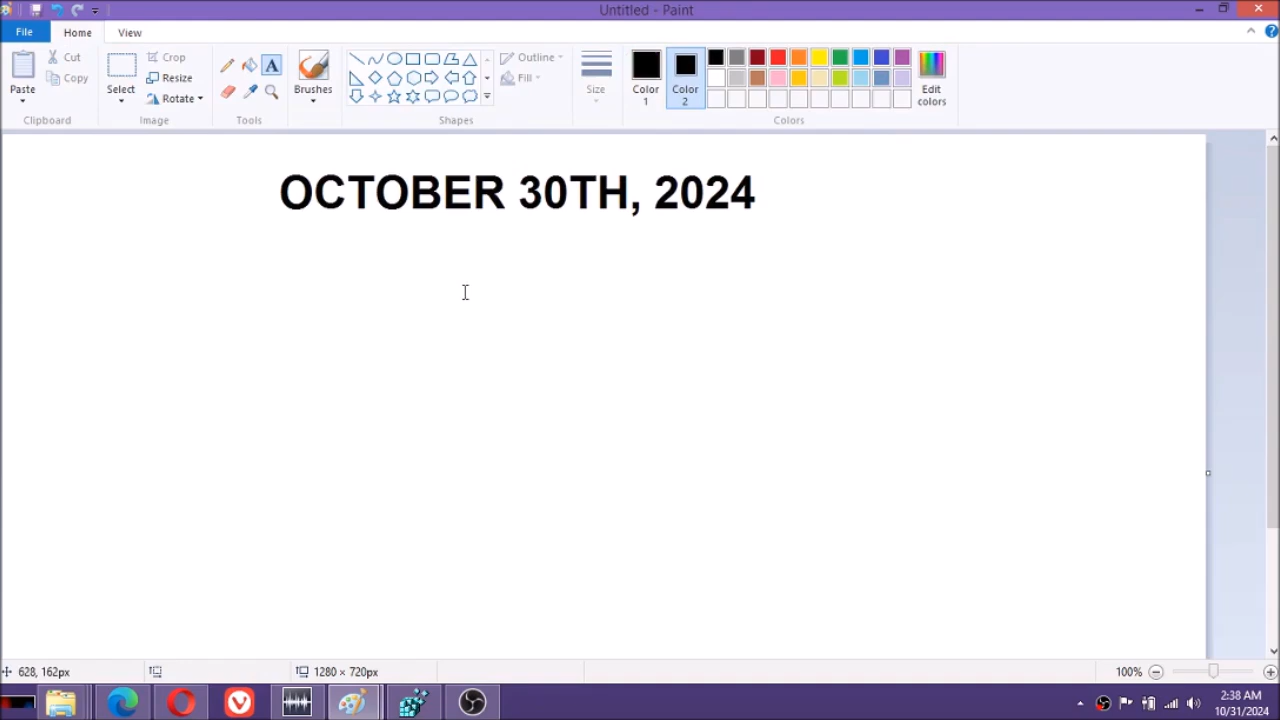 Untitled - Paint
File Home View
Paste
Cut
Copy
Clipboard
Select
Crop
Resize
Rotate
Image
A
Tools
Brushes
Shapes
Outline
Fill
Size
Color 1
Color 2
Edit colors
Colors
OCTOBER 30TH, 2024
628, 162px
1280 × 720px
100%
2:38 AM
10/31/2024